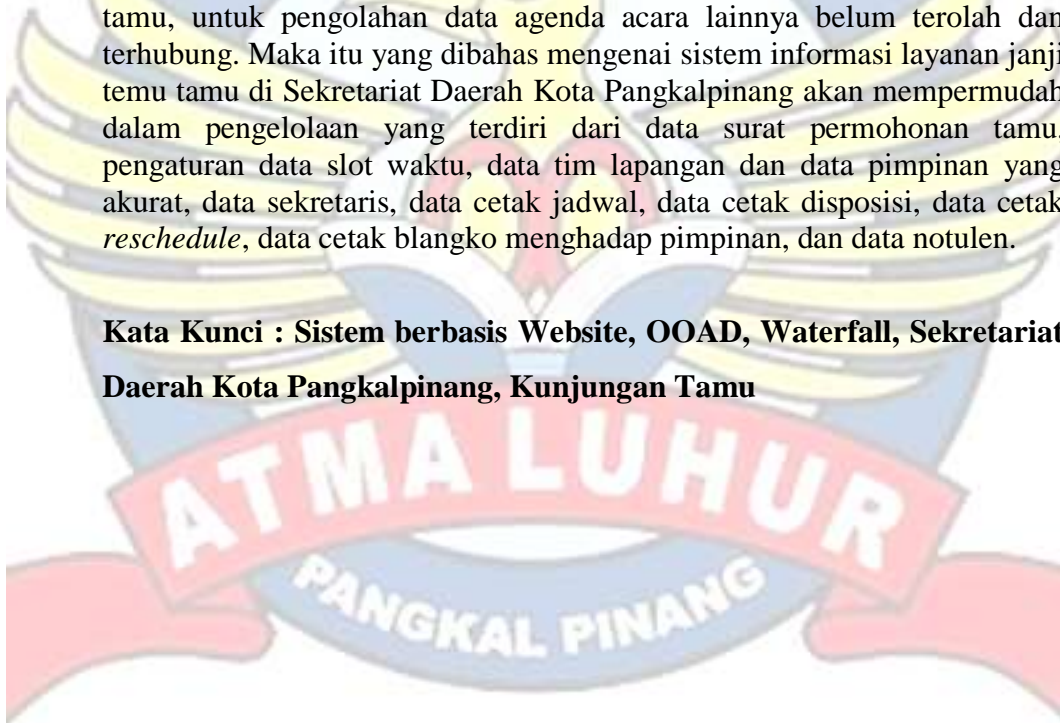 tamu, untuk pengolahan data agenda acara lainnya belum terolah dan
terhubung. Maka itu yang dibahas mengenai sistem informasi layanan janji
temu tamu di Sekretariat Daerah Kota Pangkalpinang akan mempermudah
dalam pengelolaan yang terdiri dari data surat permohonan tamu,
pengaturan data slot waktu, data tim lapangan dan data pimpinan yang
akurat, data sekretaris, data cetak jadwal, data cetak disposisi, data cetak
reschedule, data cetak blangko menghadap pimpinan, dan data notulen.
Kata Kunci : Sistem berbasis Website, OOAD, Waterfall, Sekretariat
Daerah Kota Pangkalpinang, Kunjungan Tamu
ATMA LUHUR
PANGKAL PINANG